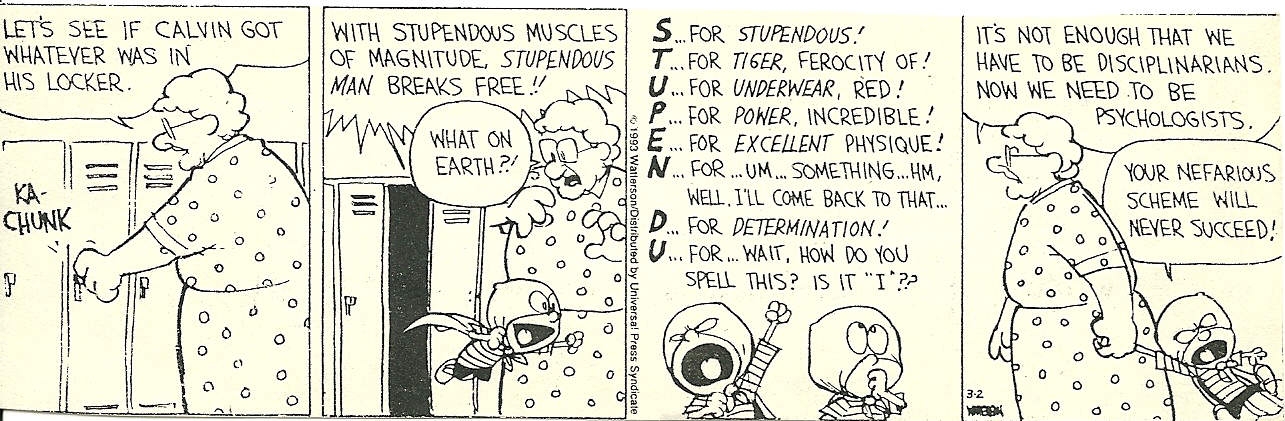 LET'S SEE IF CALVIN GOT
WHATEVER WAS IN
HIS LOCKER.
KA-
CHUNK
WITH STUPENDOUS MUSCLES
OF MAGNITUDE, STUPENDOUS
MAN BREAKS FREE!!
WHAT ON
EARTH?!
© 1993 Watterson/Distributed by Universal Press Syndicate
S...FOR STUPENDOUS!
T...FOR TIGER, FEROCITY OF!
U...FOR UNDERWEAR, RED!
P...FOR POWER, INCREDIBLE!
E...FOR EXCELLENT PHYSIQUE!
N...FOR...UM...SOMETHING...HM,
WELL, I'LL COME BACK TO THAT...
D...FOR DETERMINATION!
U...FOR...WAIT, HOW DO YOU
SPELL THIS? IS IT "I"??
IT'S NOT ENOUGH THAT WE
HAVE TO BE DISCIPLINARIANS.
NOW WE NEED TO BE
PSYCHOLOGISTS.
YOUR NEFARIOUS
SCHEME WILL
NEVER SUCCEED!
3-2
WATTERSON